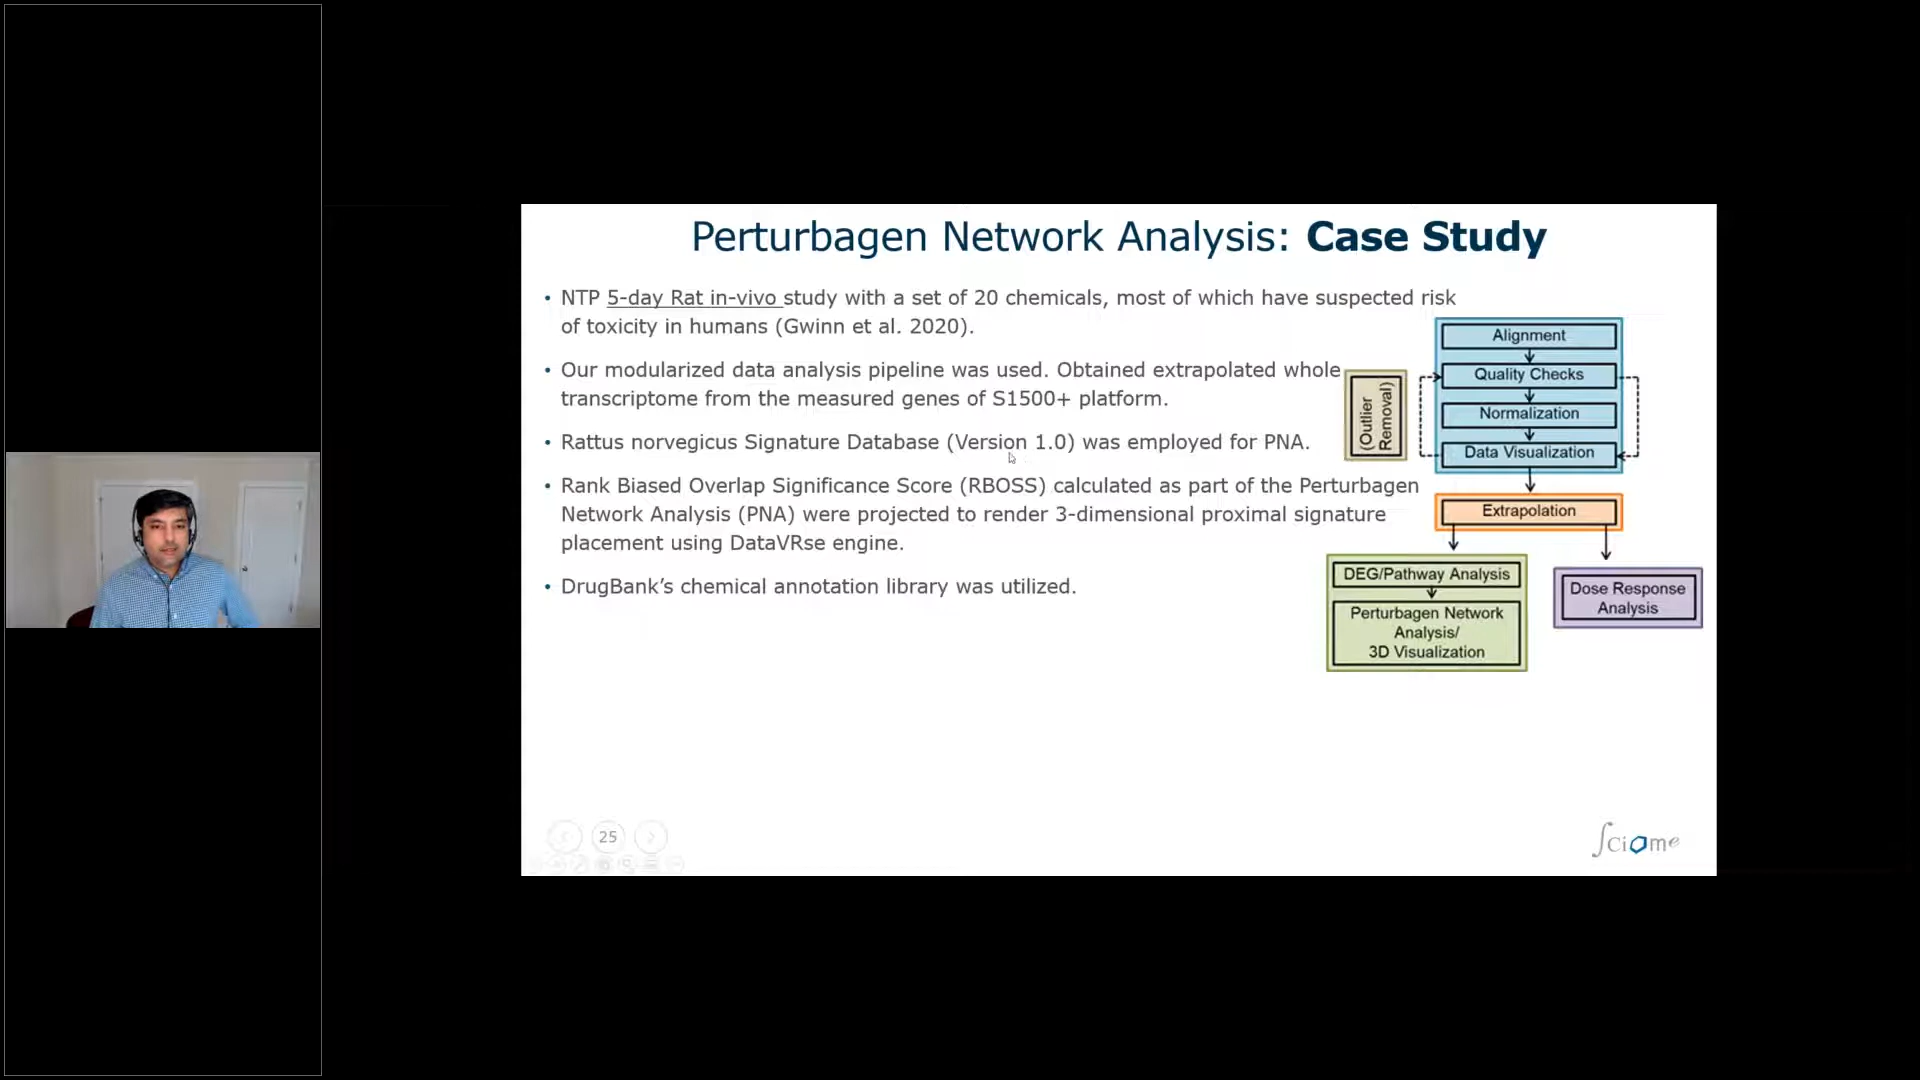 Perturbagen Network Analysis: Case Study
• NTP 5-day Rat in-vivo study with a set of 20 chemicals, most of which have suspected risk
of toxicity in humans (Gwinn et al. 2020).
• Our modularized data analysis pipeline was used. Obtained extrapolated whole
transcriptome from the measured genes of S1500+ platform.
• Rattus norvegicus Signature Database (Version 1.0) was employed for PNA.
• Rank Biased Overlap Significance Score (RBOSS) calculated as part of the Perturbagen
Network Analysis (PNA) were projected to render 3-dimensional proximal signature
placement using DataVRse engine.
• DrugBank’s chemical annotation library was utilized.
Alignment
Quality Checks
Normalization
Data Visualization
(Outlier
Removal)
Extrapolation
DEG/Pathway Analysis
Perturbagen Network
Analysis/
3D Visualization
Dose Response
Analysis
25
Sciome